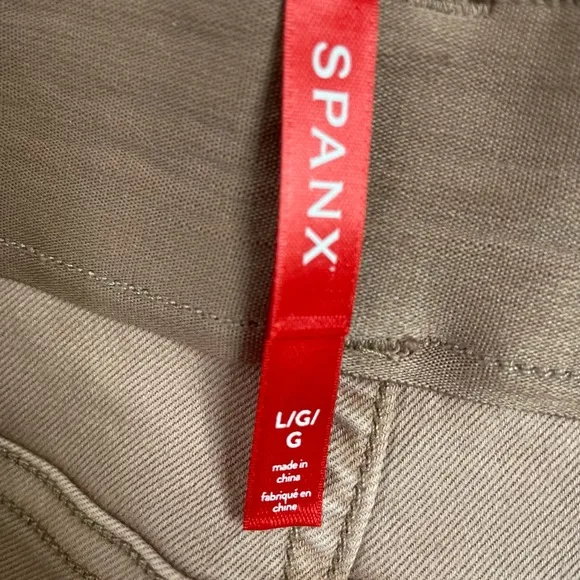 SPANX
L/G/
G
made in
china
fabriqué en
chine